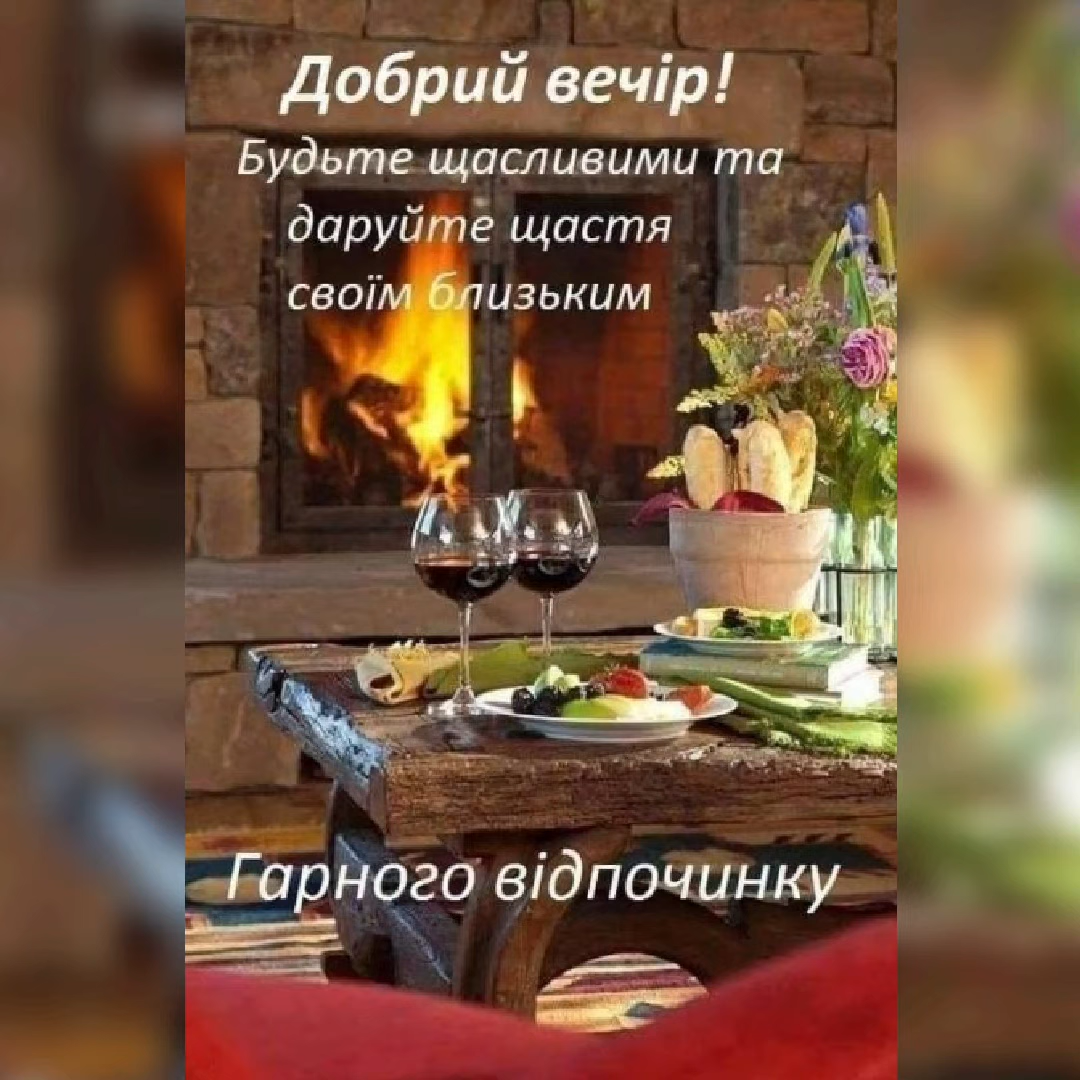 Добрий вечір!
Будьте щасливими та
даруйте щастя
своїм близьким
Гарного відпочинку